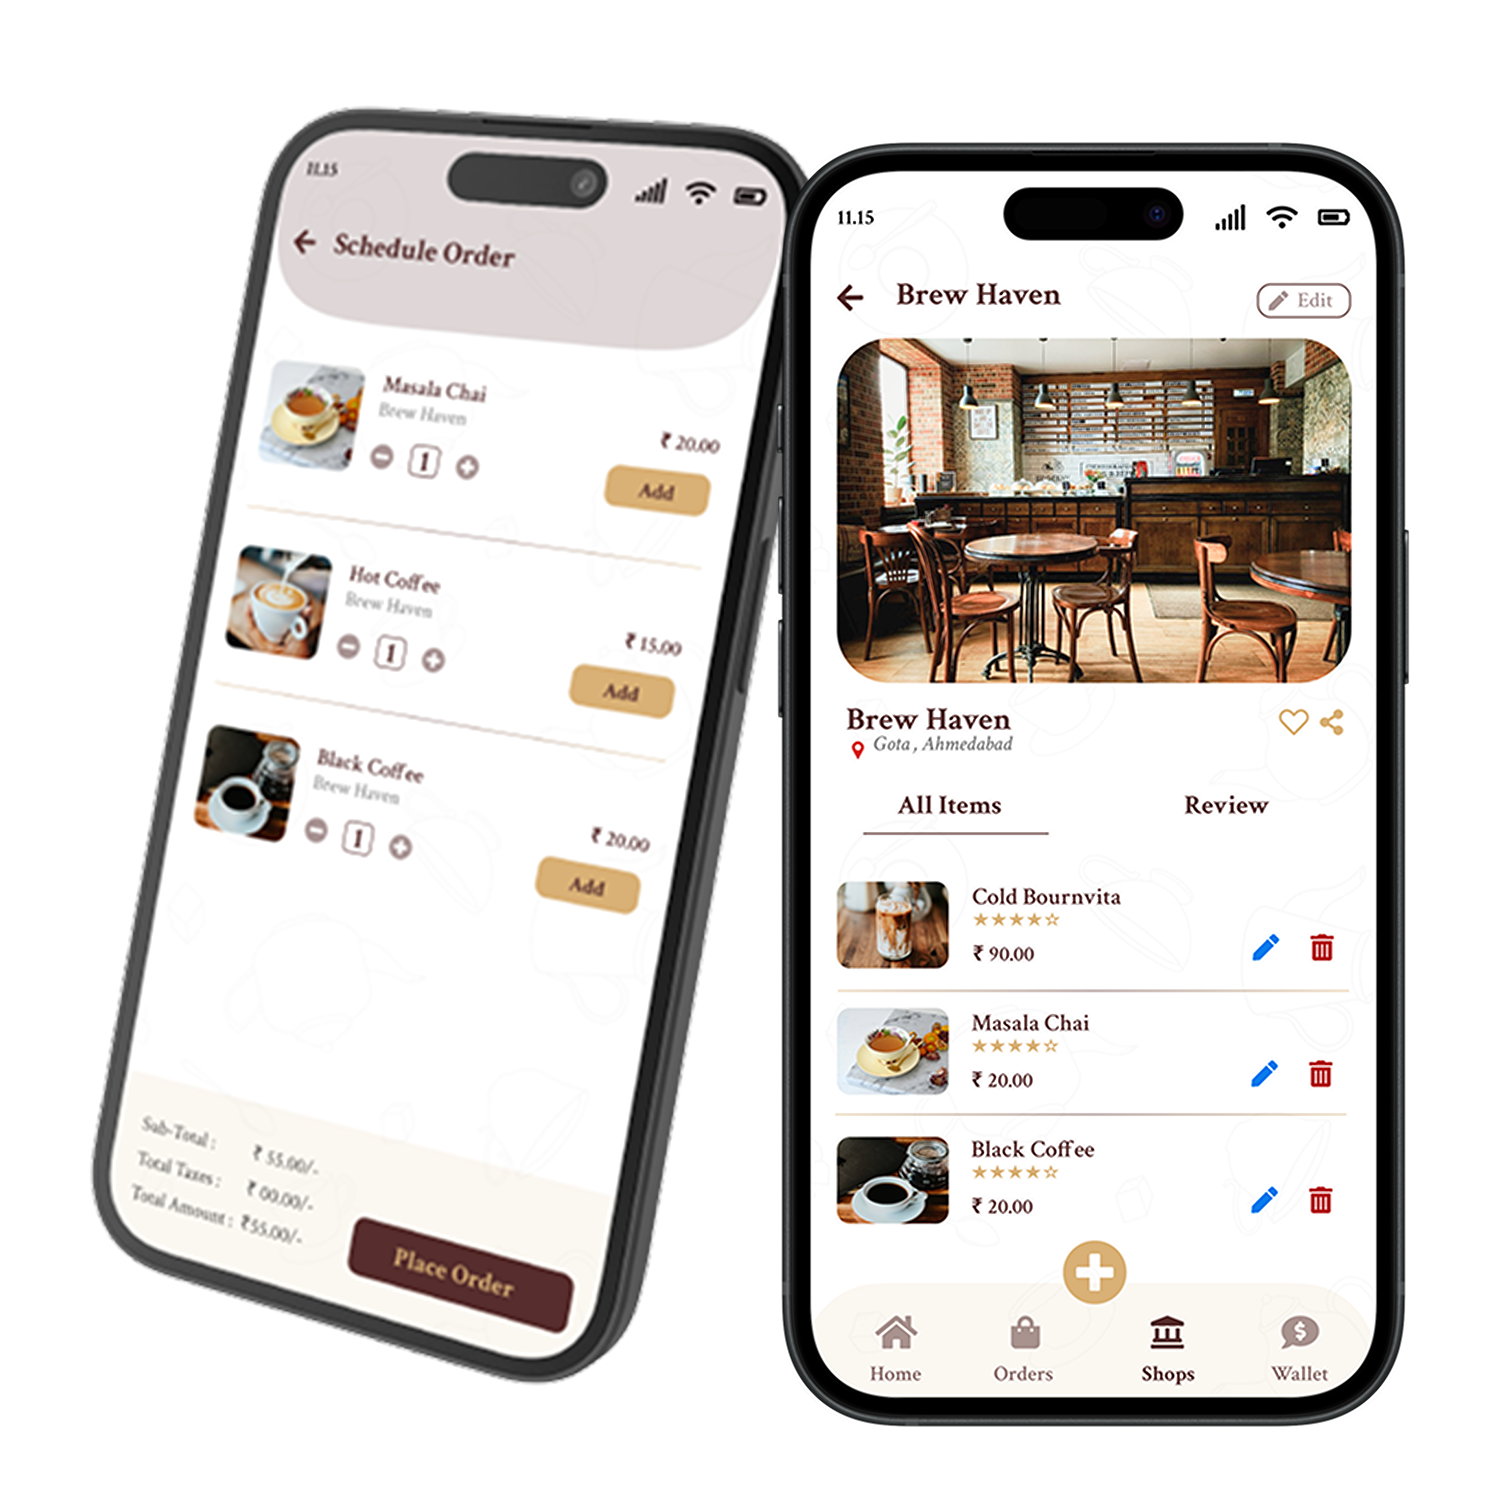 11.15
Schedule Order
Masala Chai
Brew Haven
1
₹ 20.00
Add
Hot Coffee
Brew Haven
1
₹ 15.00
Add
Black Coffee
Brew Haven
1
₹ 20.00
Add
Sub-Total : ₹ 55.00/-
Total Taxes : ₹ 00.00/-
Total Amount : ₹55.00/-
Place Order
11.15
Brew Haven
Edit
Brew Haven
Gota , Ahmedabad
All Items Review
Cold Bournvita
₹ 90.00
Masala Chai
₹ 20.00
Black Coffee
₹ 20.00
Home Orders Shops Wallet